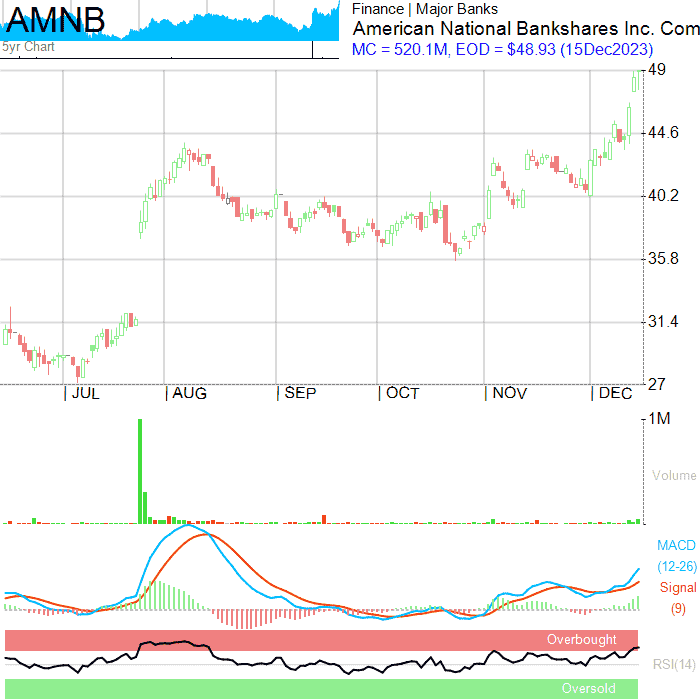 AMNB
5yr Chart
Finance | Major Banks
American National Bankshares Inc. Com
MC = 520.1M, EOD = $48.93 (15Dec2023)
49
44.6
40.2
35.8
31.4
27
JUL AUG SEP OCT NOV DEC
1M
Volume
MACD
(12-26)
Signal
(9)
Overbought
RSI(14)
Oversold